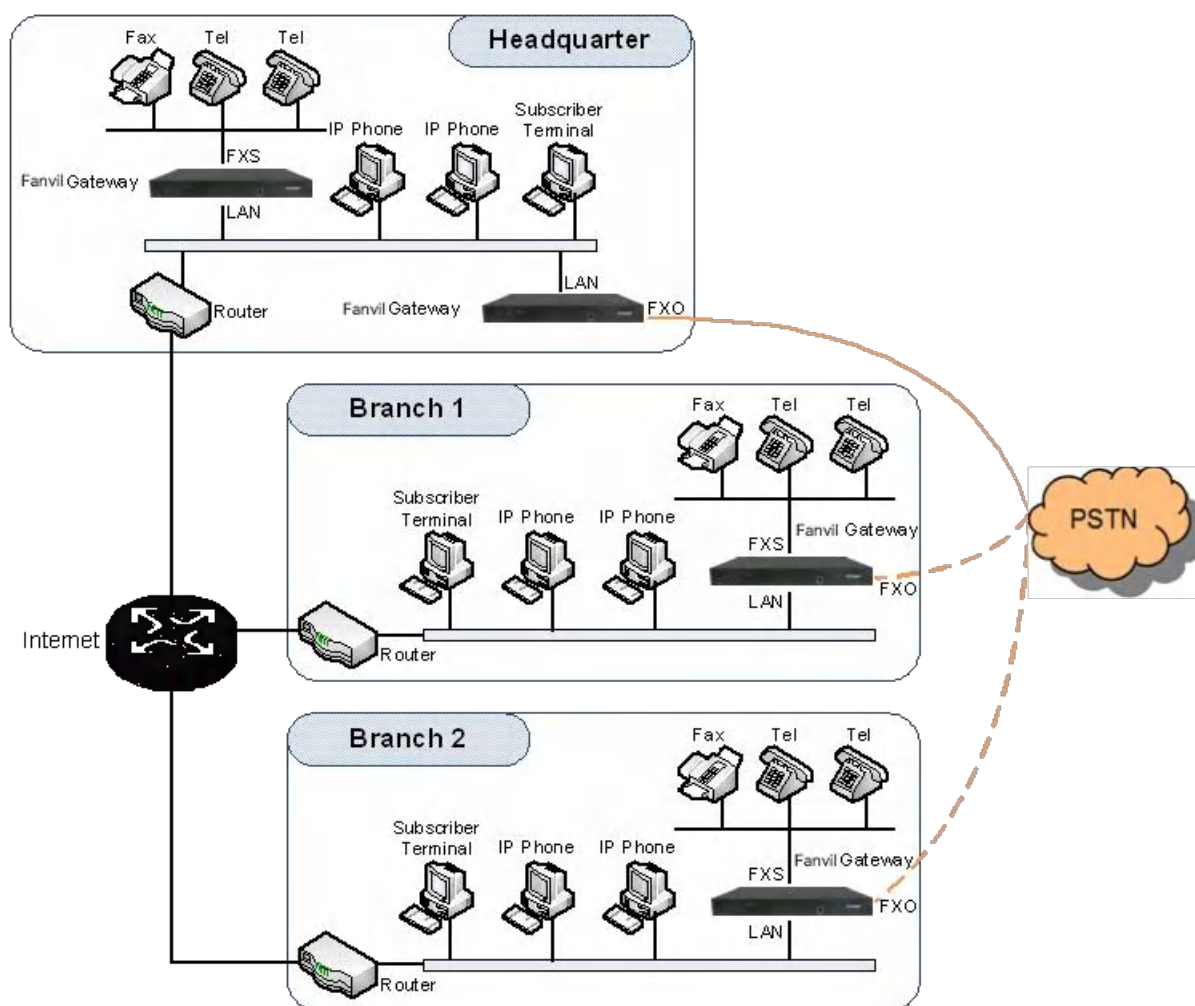 Headquarter
Fax
Tel
Tel
IP Phone
IP Phone
Subscriber
Terminal
FXS
Fanvil Gateway
LAN
LAN
Router
Fanvil Gateway
FXO
Branch 1
Fax
Tel
Tel
Subscriber
Terminal
IP Phone
IP Phone
Fanvil Gateway
FXS
FXO
LAN
Router
PSTN
Internet
Branch 2
Fax
Tel
Tel
Subscriber
Terminal
IP Phone
IP Phone
Fanvil Gateway
FXS
FXO
LAN
Router